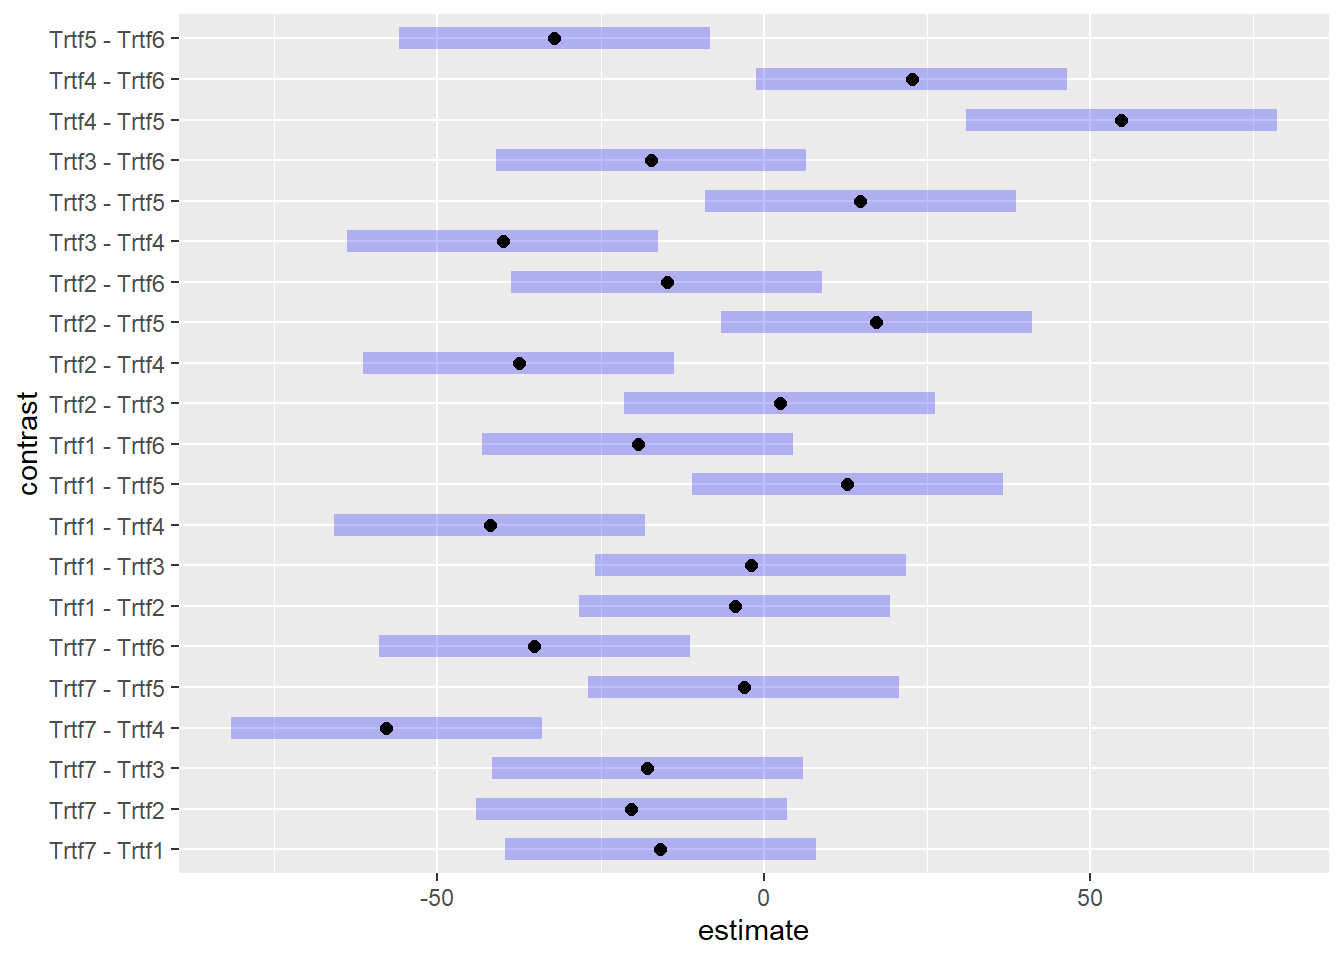 Trtf5 - Trtf6
Trtf4 - Trtf6
Trtf4 - Trtf5
Trtf3 - Trtf6
Trtf3 - Trtf5
Trtf3 - Trtf4
Trtf2 - Trtf6
Trtf2 - Trtf5
Trtf2 - Trtf4
Trtf2 - Trtf3
Trtf1 - Trtf6
Trtf1 - Trtf5
Trtf1 - Trtf4
Trtf1 - Trtf3
Trtf1 - Trtf2
Trtf7 - Trtf6
Trtf7 - Trtf5
Trtf7 - Trtf4
Trtf7 - Trtf3
Trtf7 - Trtf2
Trtf7 - Trtf1
contrast
-50 0 50
estimate